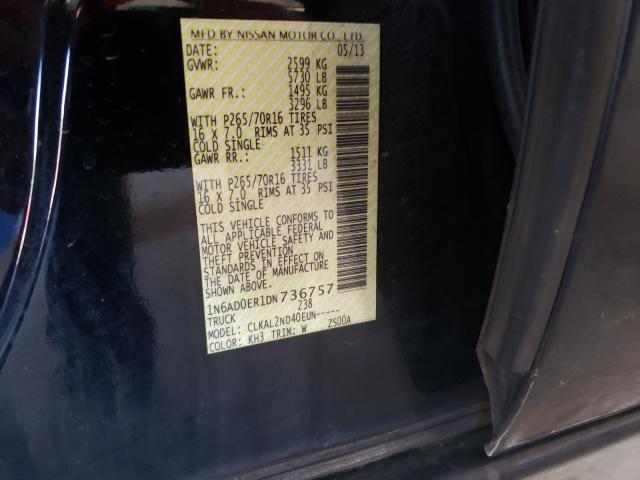 MFD BY NISSAN MOTOR CO., LTD.
DATE: 05/13
GVWR: 2599 KG
5730 LB
GAWR FR.: 1495 KG
3296 LB
WITH P265/70R16 TIRES
16 X 7.0 RIMS AT 35 PSI
COLD SINGLE
GAWR RR.: 1511 KG
3331 LB
WITH P265/70R16 TIRES
16 X 7.0 RIMS AT 35 PSI
COLD SINGLE
THIS VEHICLE CONFORMS TO
ALL APPLICABLE FEDERAL
MOTOR VEHICLE SAFETY AND
THEFT PREVENTION
STANDARDS IN EFFECT ON
THE DATE OF MANUFACTURE
SHOWN ABOVE.
1N6AD0ER1DN736757
TRUCK 238
MODEL: CLKAL2ND40EUN-----
COLOR: KH3 TRIM: W ZS00A